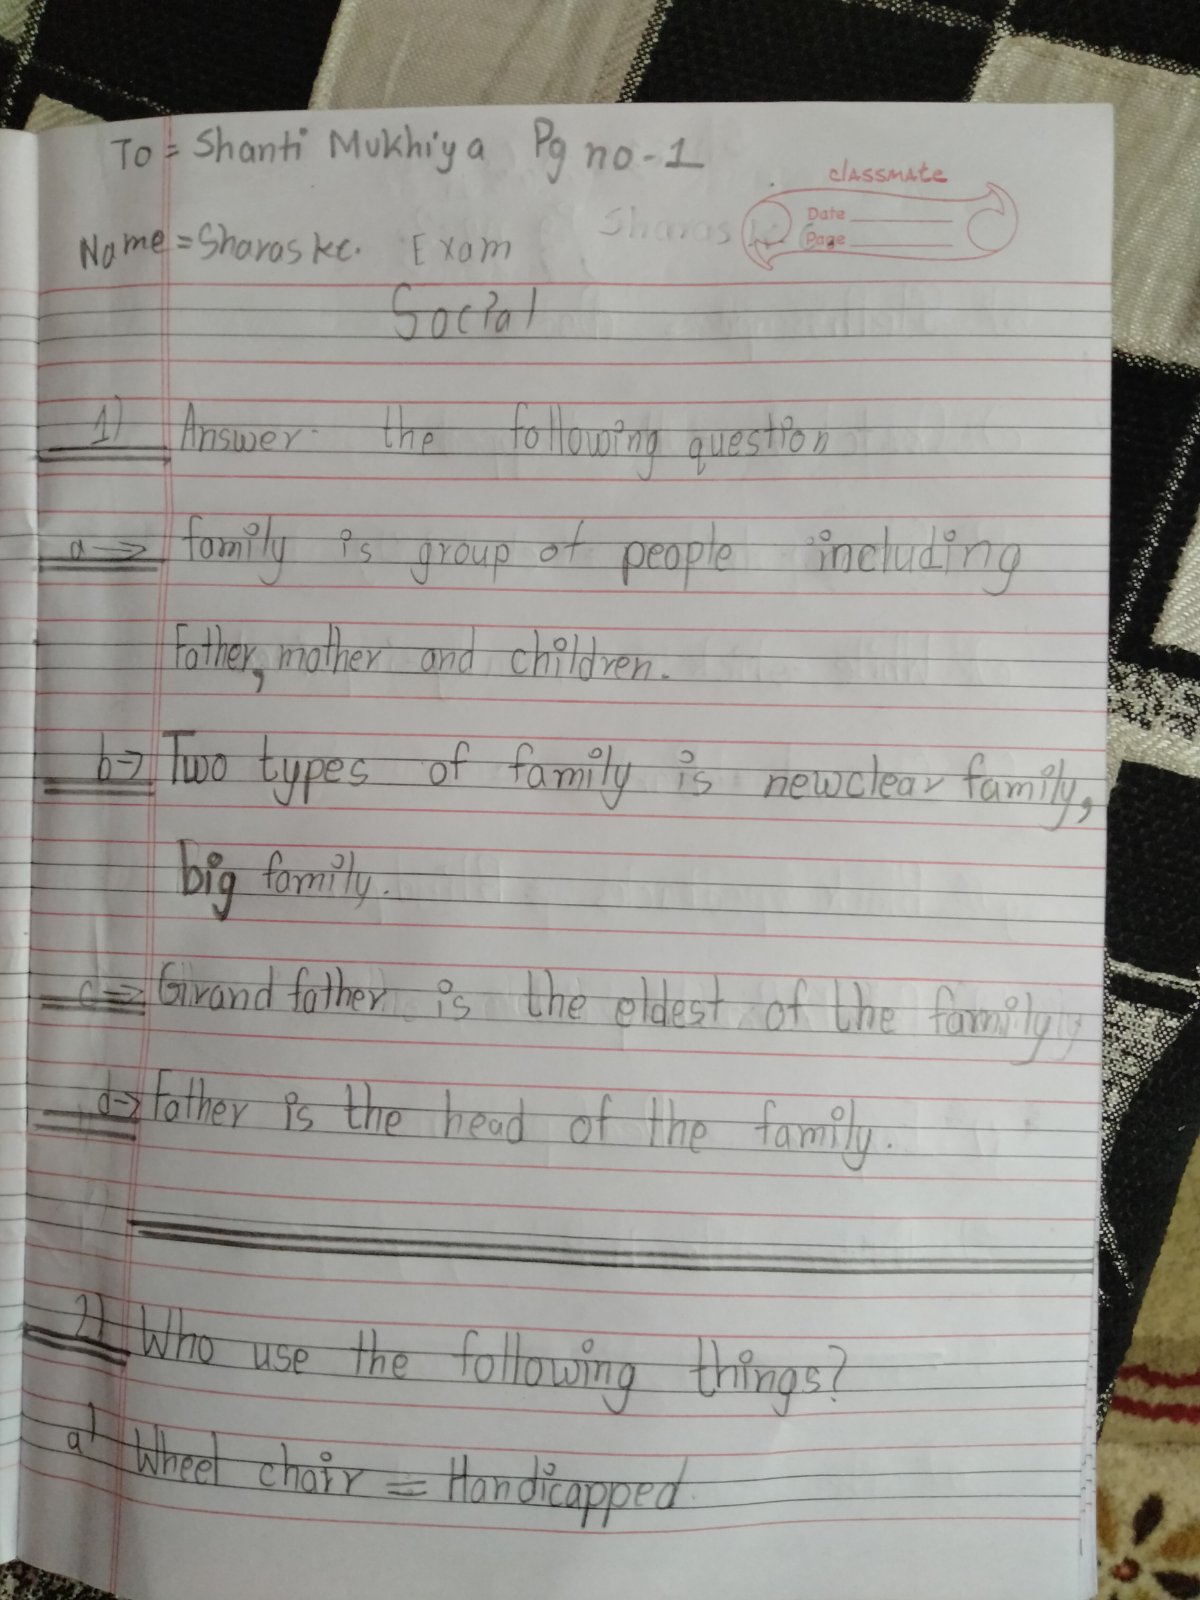 To = Shanti Mukhiya Pg no-1
classmate
Date
Page
Name = Sharas kc. Exam
Social
1) Answer the following question
a→ family is group of people including
Father, mother and children.
b→ Two types of family is newclear family,
big family.
c→ Grand father is the eldest of the family
d→ Father is the head of the family.
2) Who use the following things?
a) Wheel chair = Handicapped.